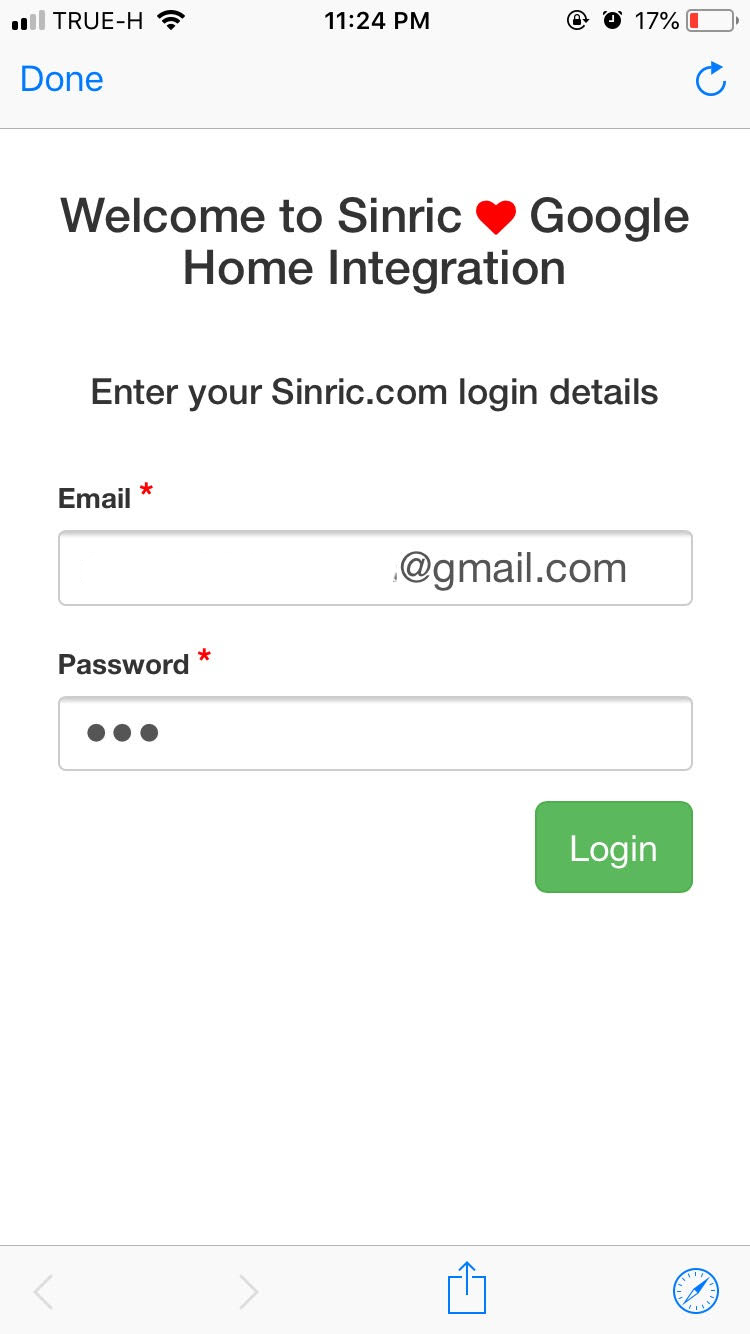 TRUE-H 11:24 PM 17%
Done
Welcome to Sinric ❤ Google
Home Integration
Enter your Sinric.com login details
Email *
@gmail.com
Password *
Login